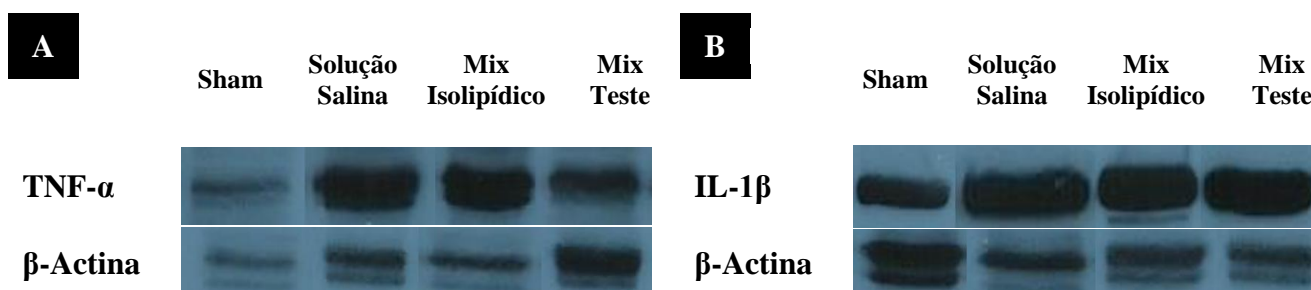 A
Sham
Solução
Salina
Mix
Isolipídico
Mix
Teste
TNF-α
β-Actina
B
Sham
Solução
Salina
Mix
Isolipídico
Mix
Teste
IL-1β
β-Actina